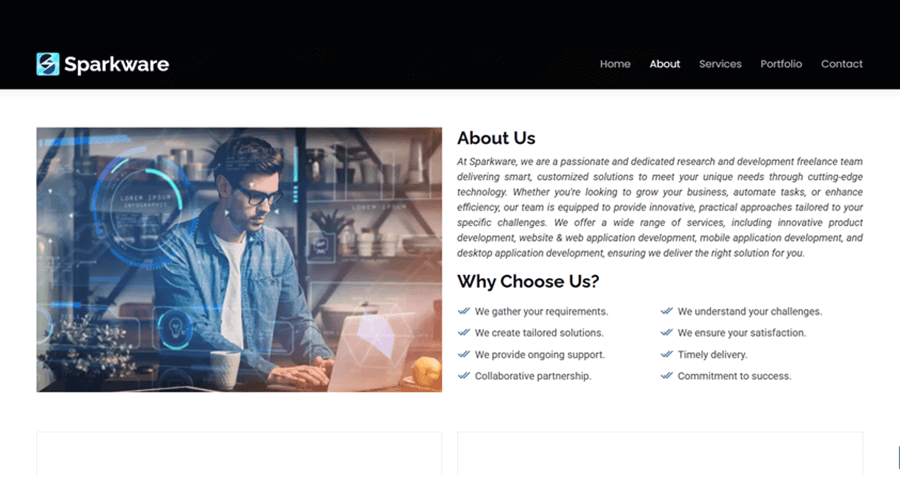 Sparkware
Home About Services Portfolio Contact
LOREM IPSUM
INFOGRAPHIC
LOREM IPSUM
About Us
At Sparkware, we are a passionate and dedicated research and development freelance team
delivering smart, customized solutions to meet your unique needs through cutting-edge
technology. Whether you're looking to grow your business, automate tasks, or enhance
efficiency, our team is equipped to provide innovative, practical approaches tailored to your
specific challenges. We offer a wide range of services, including innovative product
development, website & web application development, mobile application development, and
desktop application development, ensuring we deliver the right solution for you.
Why Choose Us?
We gather your requirements.
We understand your challenges.
We create tailored solutions.
We ensure your satisfaction.
We provide ongoing support.
Timely delivery.
Collaborative partnership.
Commitment to success.